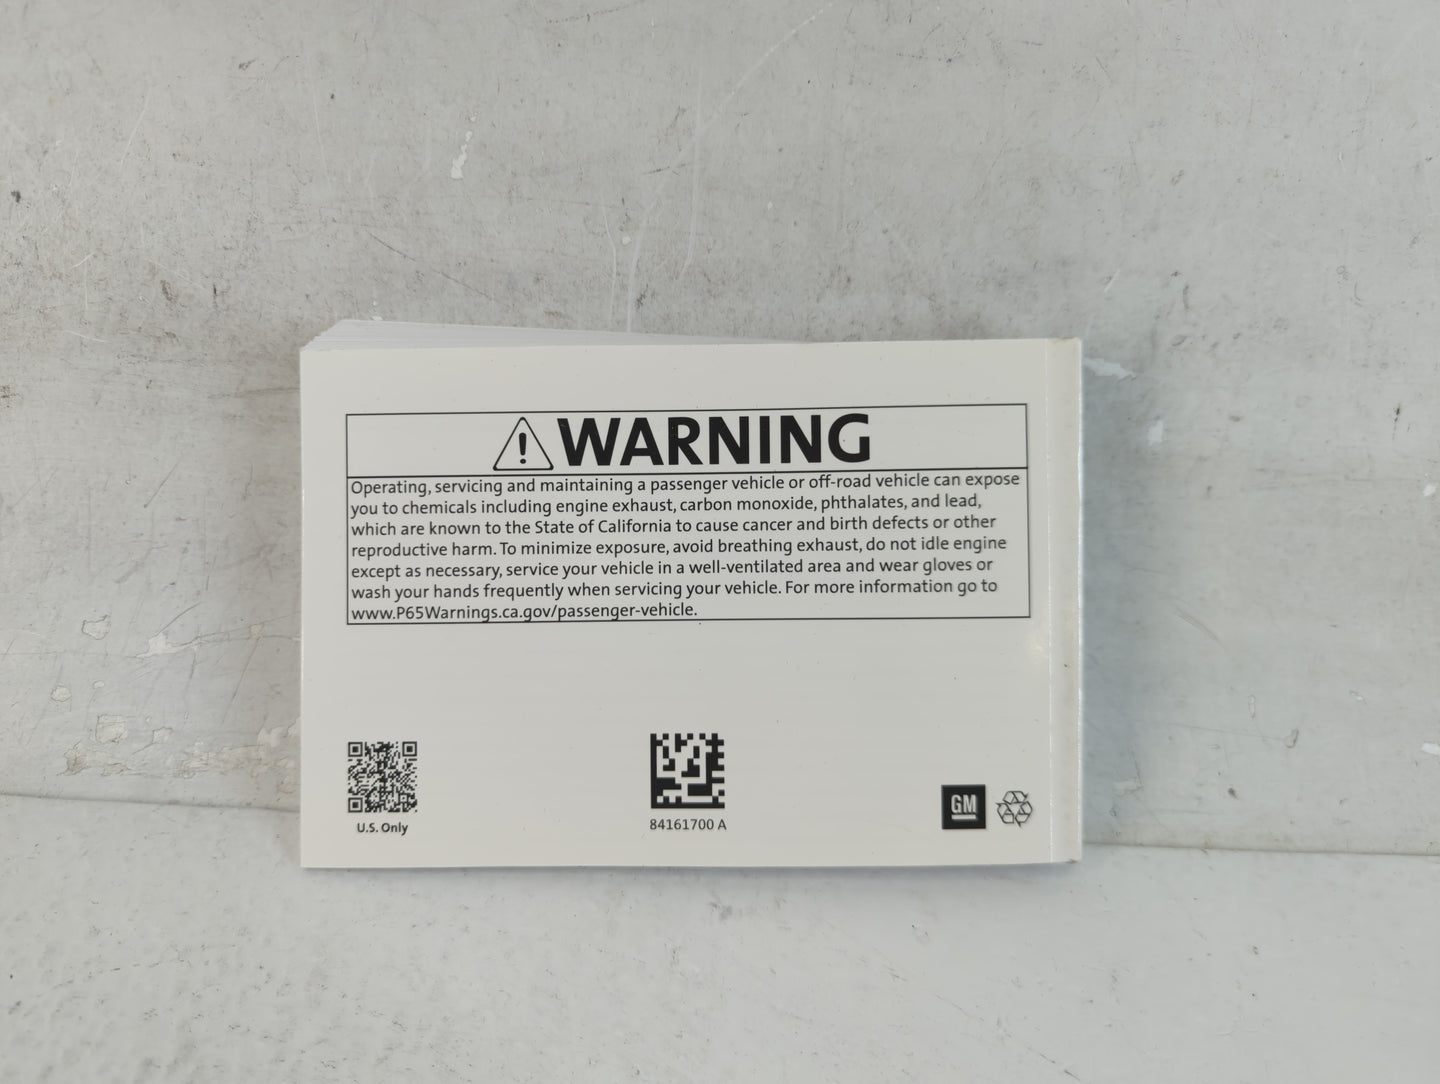 WARNING
Operating, servicing and maintaining a passenger vehicle or off-road vehicle can expose
you to chemicals including engine exhaust, carbon monoxide, phthalates, and lead,
which are known to the State of California to cause cancer and birth defects or other
reproductive harm. To minimize exposure, avoid breathing exhaust, do not idle engine
except as necessary, service your vehicle in a well-ventilated area and wear gloves or
wash your hands frequently when servicing your vehicle. For more information go to
www.P65Warnings.ca.gov/passenger-vehicle.
U.S. Only
84161700 A
GM